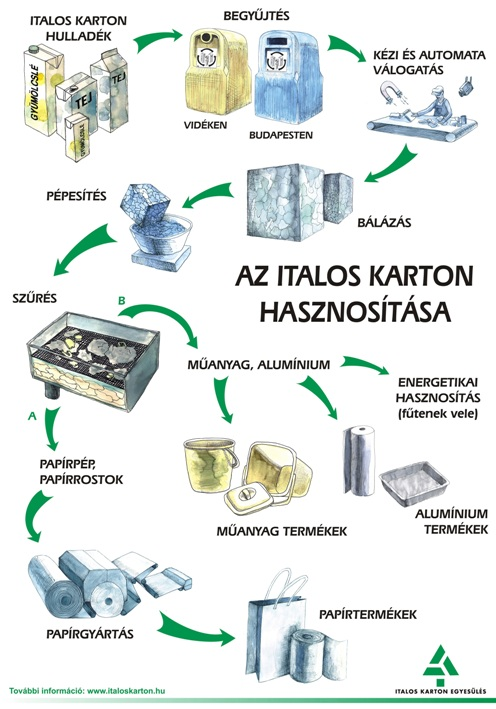 ITALOS KARTON
HULLADÉK
GYÜMÖLCSLÉ
TEJ
TEJ
GYÜMÖLCSLÉ
BEGYŰJTÉS
VIDÉKEN
BUDAPESTEN
KÉZI ÉS AUTOMATA
VÁLOGATÁS
PÉPESÍTÉS
BÁLÁZÁS
AZ ITALOS KARTON
HASZNOSÍTÁSA
SZŰRÉS
B
A
MŰANYAG, ALUMÍNIUM
ENERGETIKAI
HASZNOSÍTÁS
(fűtenek vele)
PAPÍRPÉP,
PAPÍRROSTOK
MŰANYAG TERMÉKEK
ALUMÍNIUM
TERMÉKEK
PAPÍRGYÁRTÁS
PAPÍRTERMÉKEK
További információ: www.italoskarton.hu
ITALOS KARTON EGYESÜLÉS